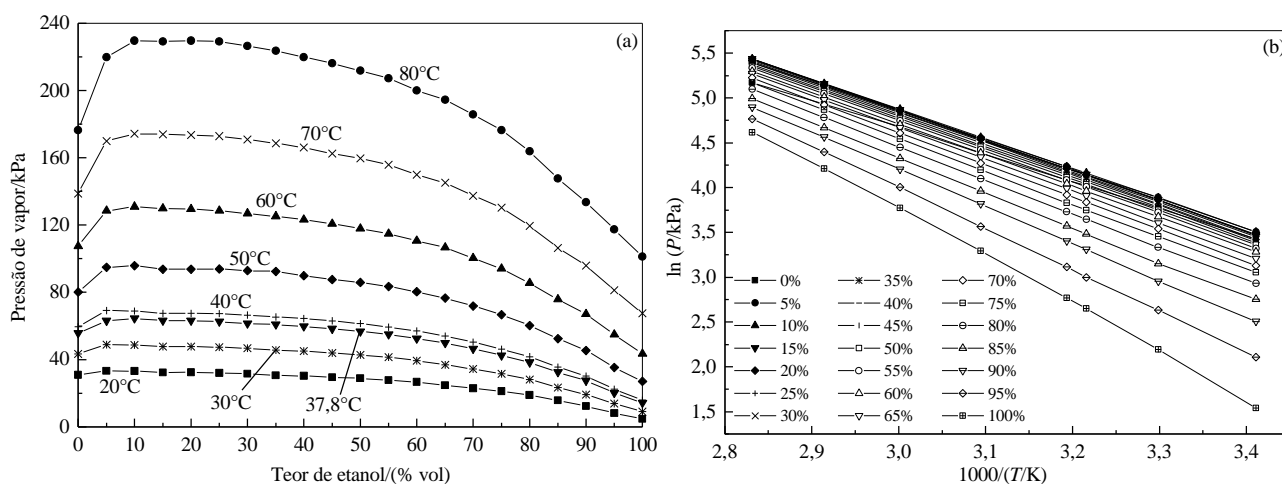 (a)
240
200
160
120
80
40
0
Pressão de vapor/kPa
80°C
70°C
60°C
50°C
40°C
20°C
30°C
37,8°C
0 10 20 30 40 50 60 70 80 90 100
Teor de etanol/(% vol)
(b)
5,5
5,0
4,5
4,0
3,5
3,0
2,5
2,0
1,5
ln (P/kPa)
0% 35% 70%
5% 40% 75%
10% 45% 80%
15% 50% 85%
20% 55% 90%
25% 60% 95%
30% 65% 100%
2,8 2,9 3,0 3,1 3,2 3,3 3,4
1000/(T/K)